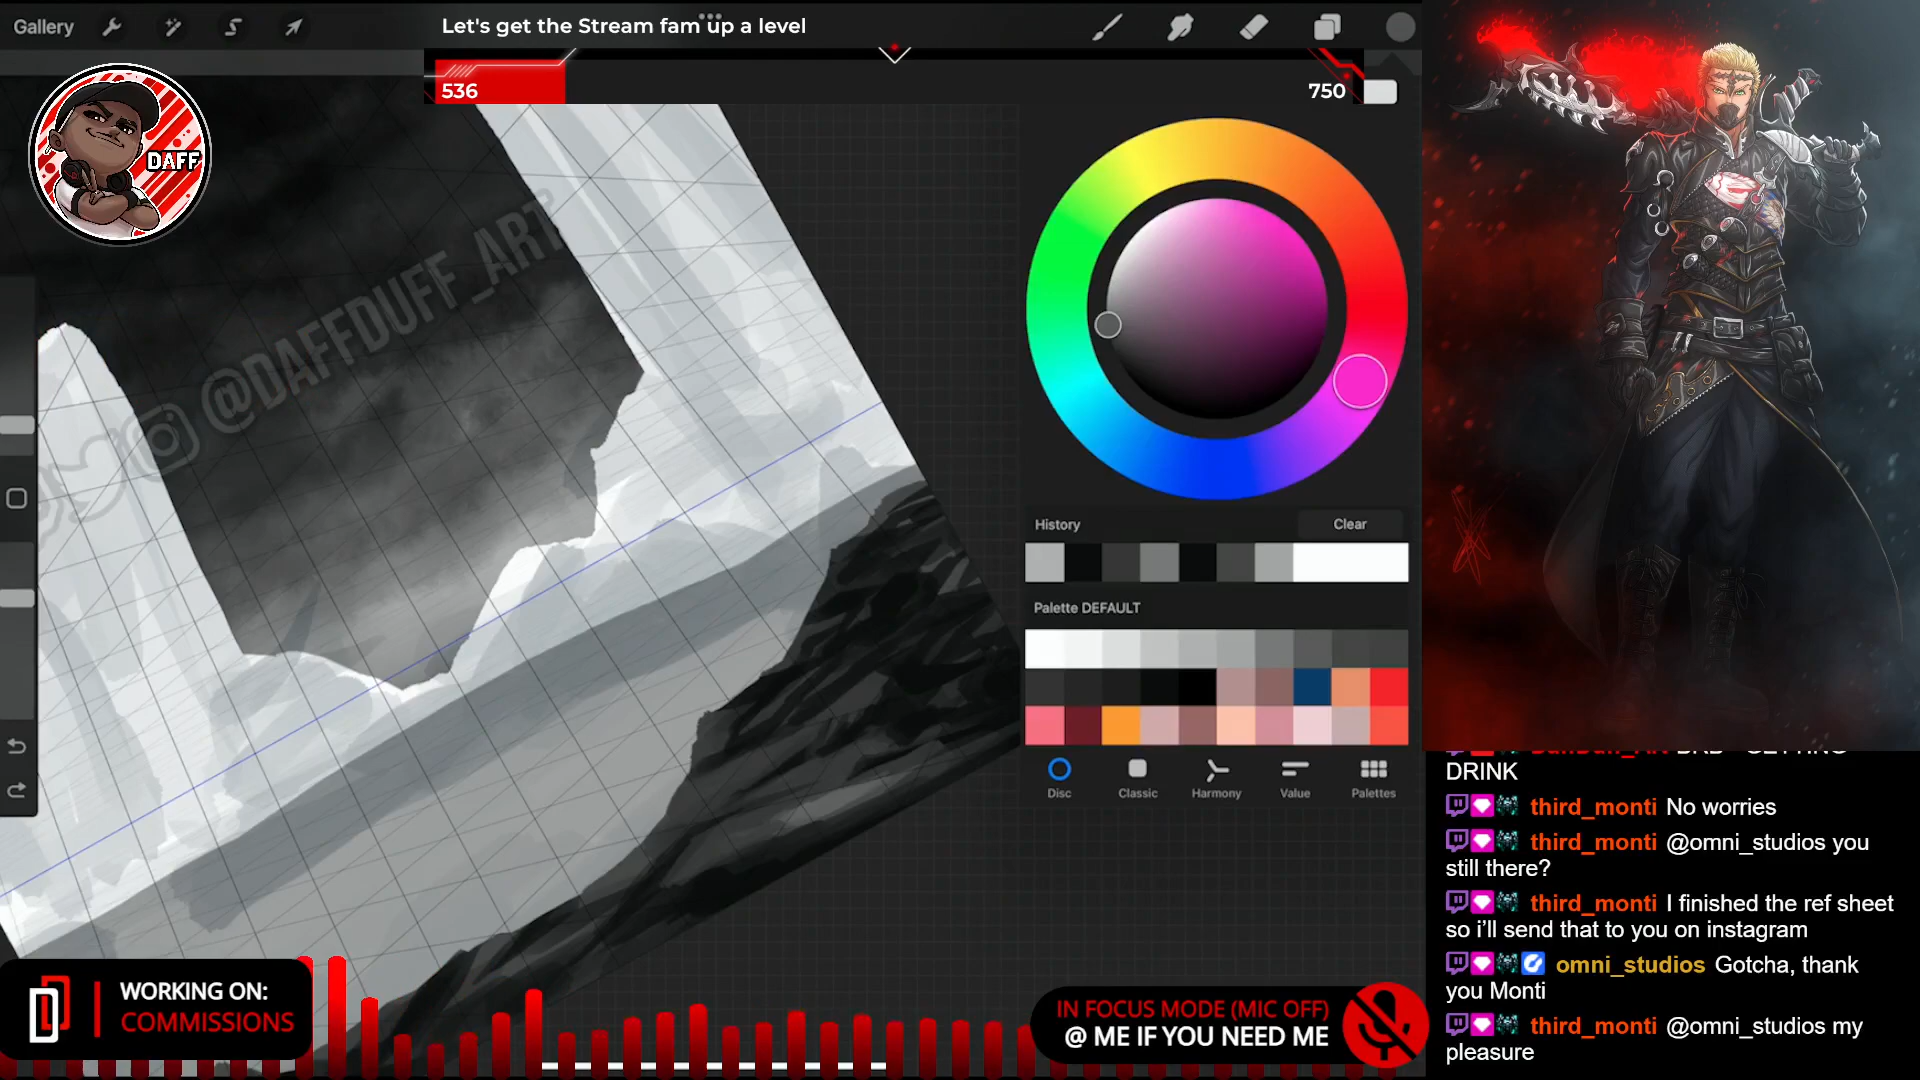 Gallery
Let's get the Stream fam up a level
536
750
DAFF
@DAFFDUFF_ART
History
Clear
Palette DEFAULT
Disc
Classic
Harmony
Value
Palettes
DRINK
third_monti No worries
third_monti @omni_studios you
still there?
third_monti I finished the ref sheet
so i'll send that to you on instagram
omni_studios Gotcha, thank
you Monti
third_monti @omni_studios my
pleasure
WORKING ON:
COMMISSIONS
IN FOCUS MODE (MIC OFF)
@ ME IF YOU NEED ME